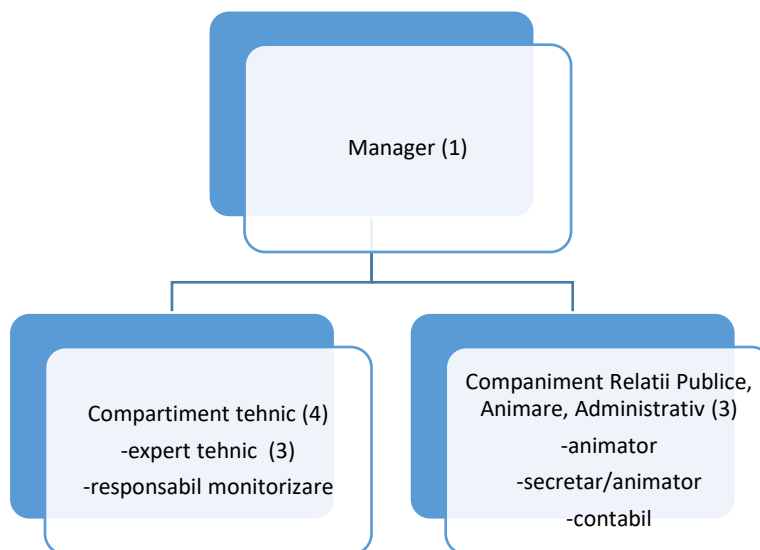 Manager (1)
Compartiment tehnic (4)
-expert tehnic (3)
-responsabil monitorizare
Companiment Relatii Publice,
Animare, Administrativ (3)
-animator
-secretar/animator
-contabil